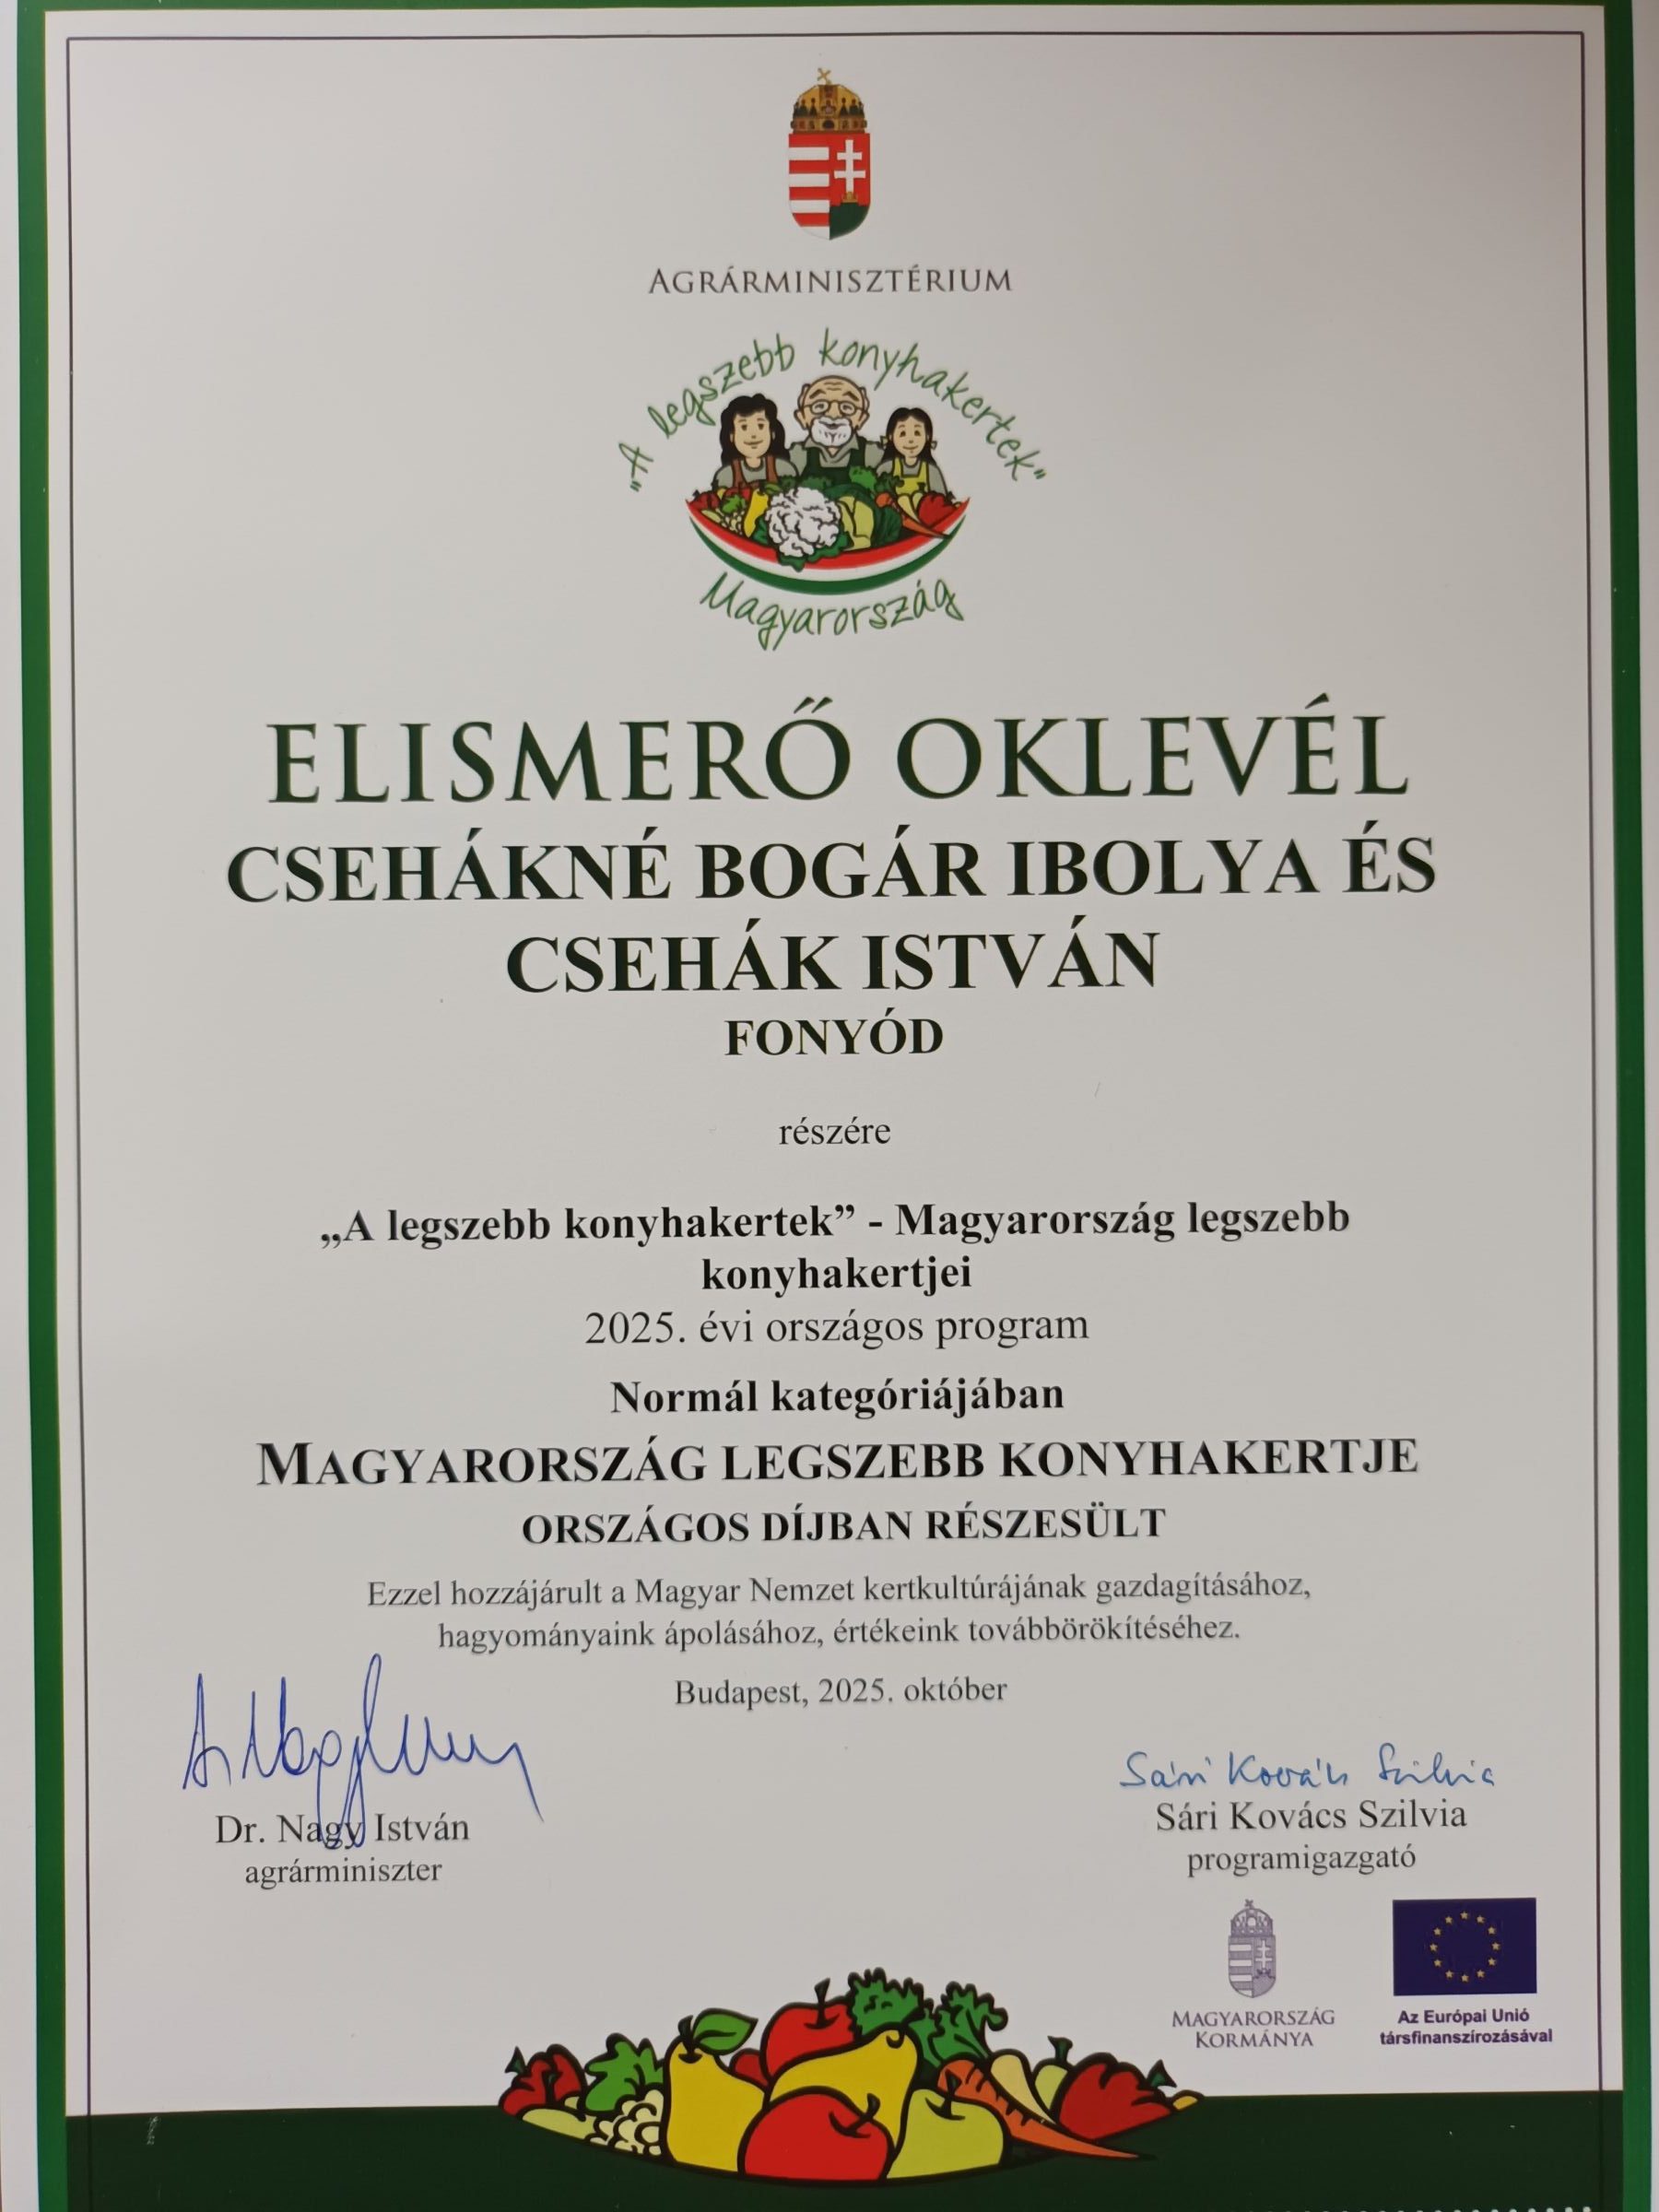 AGRÁRMINISZTÉRIUM
„A legszebb konyhakertek”
Magyarország
ELISMERŐ OKLEVÉL
CSEHÁKNÉ BOGÁR IBOLYA ÉS
CSEHÁK ISTVÁN
FONYÓD
részére
„A legszebb konyhakertek” - Magyarország legszebb
konyhakertjei
2025. évi országos program
Normál kategóriájában
MAGYARORSZÁG LEGSZEBB KONYHAKERTJE
ORSZÁGOS DÍJBAN RÉSZESÜLT
Ezzel hozzájárult a Magyar Nemzet kertkultúrájának gazdagításához,
hagyományaink ápolásához, értékeink továbbörökítéséhez.
Budapest, 2025. október
Dr. Nagy István
agrárminiszter
Sári Kovács Szilvia
Sári Kovács Szilvia
programigazgató
MAGYARORSZÁG
KORMÁNYA
Az Európai Unió
társfinanszírozásával